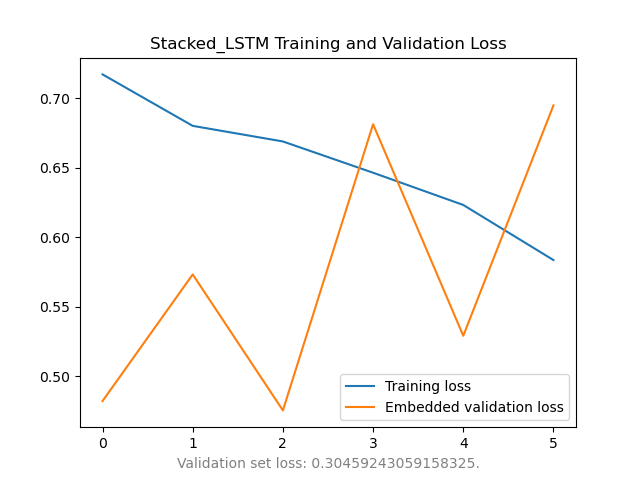 Stacked_LSTM Training and Validation Loss
0.70
0.65
0.60
0.55
0.50
Training loss
Embedded validation loss
0 1 2 3 4 5
Validation set loss: 0.30459243059158325.